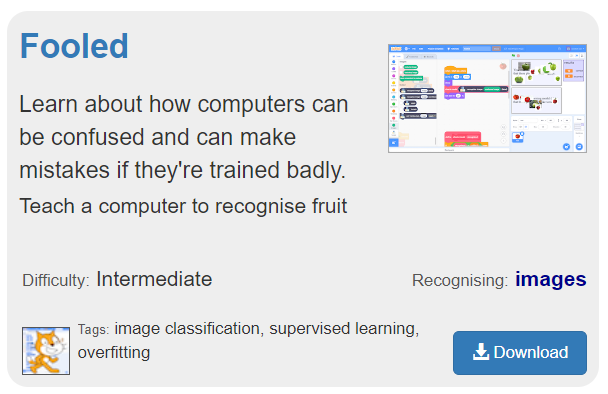 Fooled
Learn about how computers can
be confused and can make
mistakes if they're trained badly.
Teach a computer to recognise fruit
Difficulty: Intermediate
Recognising: images
Tags: image classification, supervised learning,
overfitting
Download